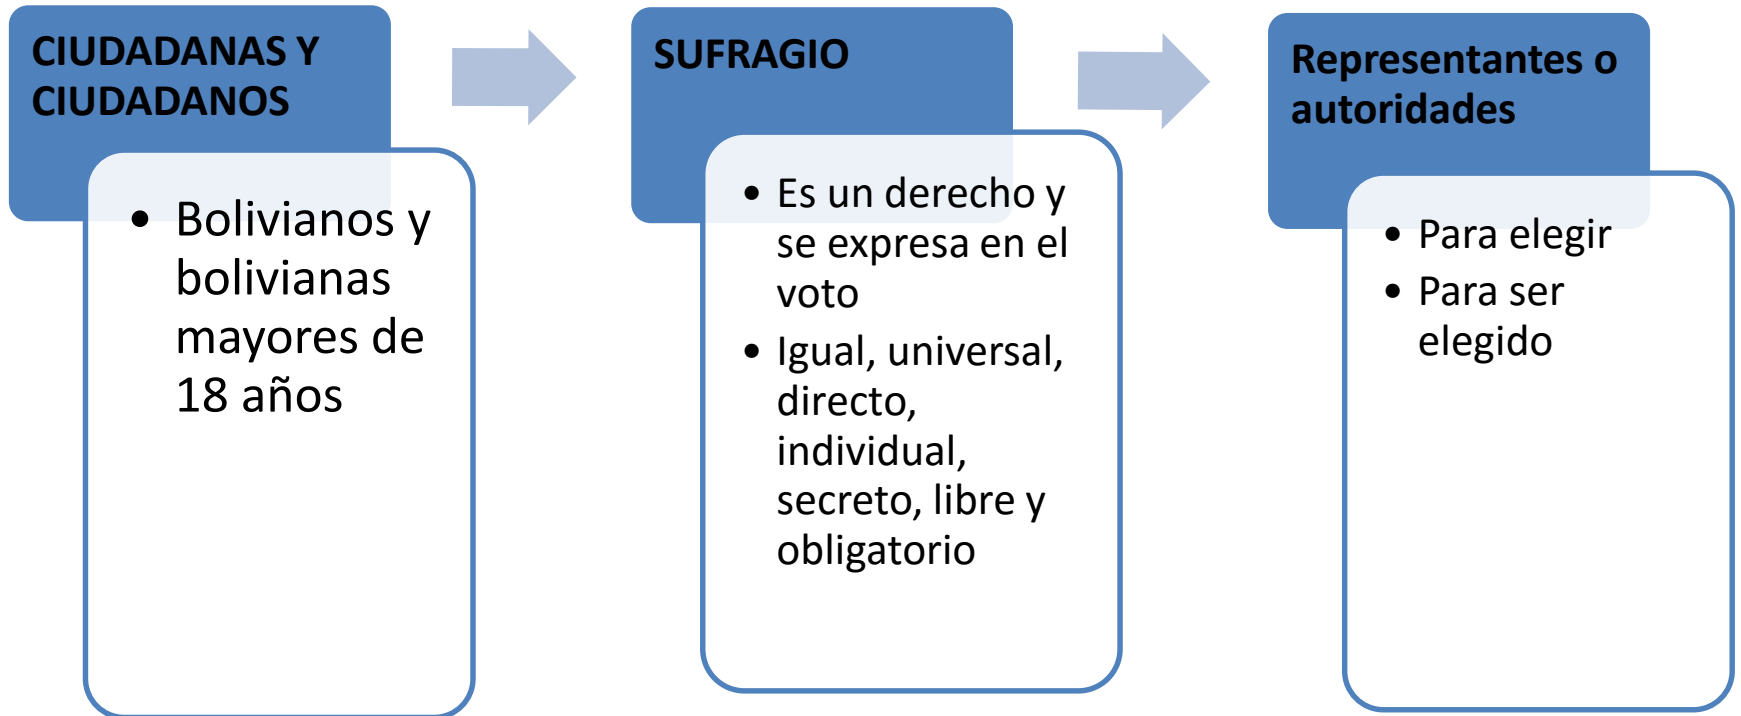 CIUDADANAS Y
CIUDADANOS
• Bolivianos y
bolivianas
mayores de
18 años
SUFRAGIO
• Es un derecho y
se expresa en el
voto
• Igual, universal,
directo,
individual,
secreto, libre y
obligatorio
Representantes o
autoridades
• Para elegir
• Para ser
elegido